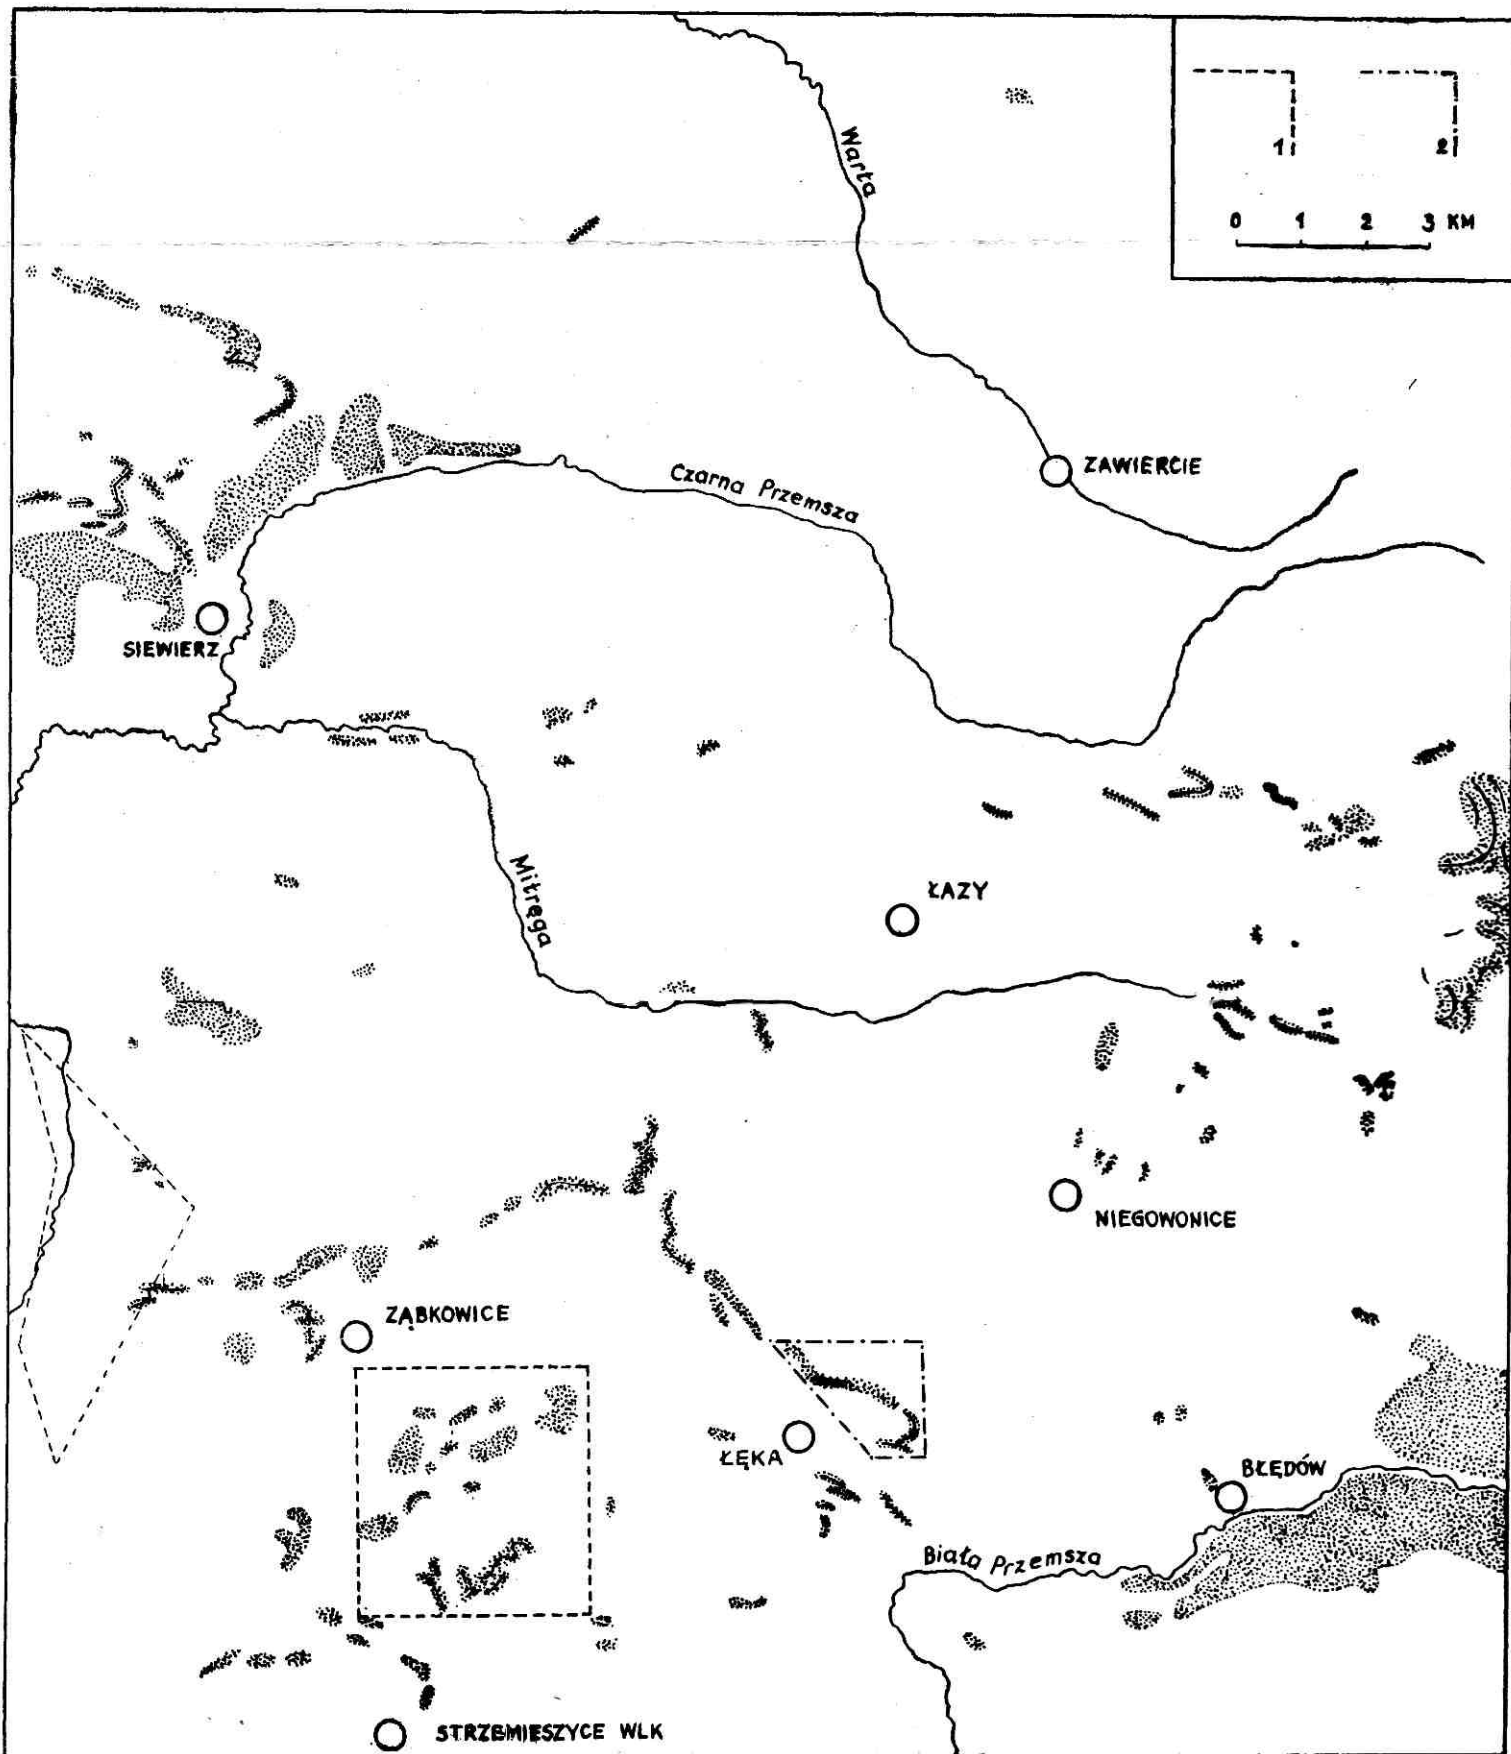 Warta
1
2
0 1 2 3 KM
ZAWIERCIE
Czarna Przemsza
SIEWIERZ
Mitręga
ŁAZY
NIEGOWONICE
ZĄBKOWICE
ŁĘKA
BŁĘDÓW
Biała Przemsza
STRZEMIESZYCE WLK